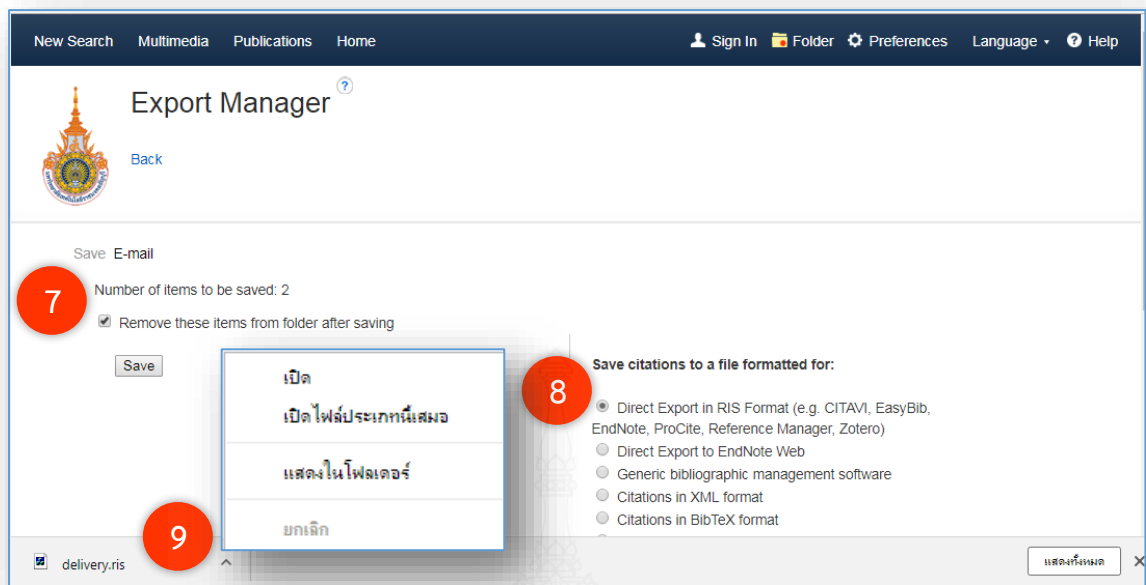 New Search Multimedia Publications Home Sign In Folder Preferences Language Help
?
Export Manager
Back
Save E-mail
7
Number of items to be saved: 2
Remove these items from folder after saving
Save
เปิด
เปิดไฟล์ประเภทนี้เสมอ
แสดงในโฟลเดอร์
ยกเลิก
8
Save citations to a file formatted for:
Direct Export in RIS Format (e.g. CITAVI, EasyBib,
EndNote, ProCite, Reference Manager, Zotero)
Direct Export to EndNote Web
Generic bibliographic management software
Citations in XML format
Citations in BibTeX format
9
delivery.ris
แสดงทั้งหมด